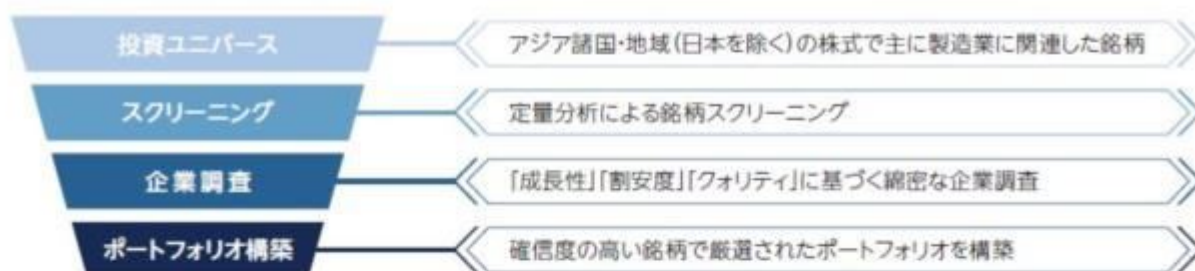 投資ユニバース
アジア諸国・地域(日本を除く)の株式で主に製造業に関連した銘柄
スクリーニング
定量分析による銘柄スクリーニング
企業調査
「成長性」「割安度」「クォリティ」に基づく綿密な企業調査
ポートフォリオ構築
確信度の高い銘柄で厳選されたポートフォリオを構築